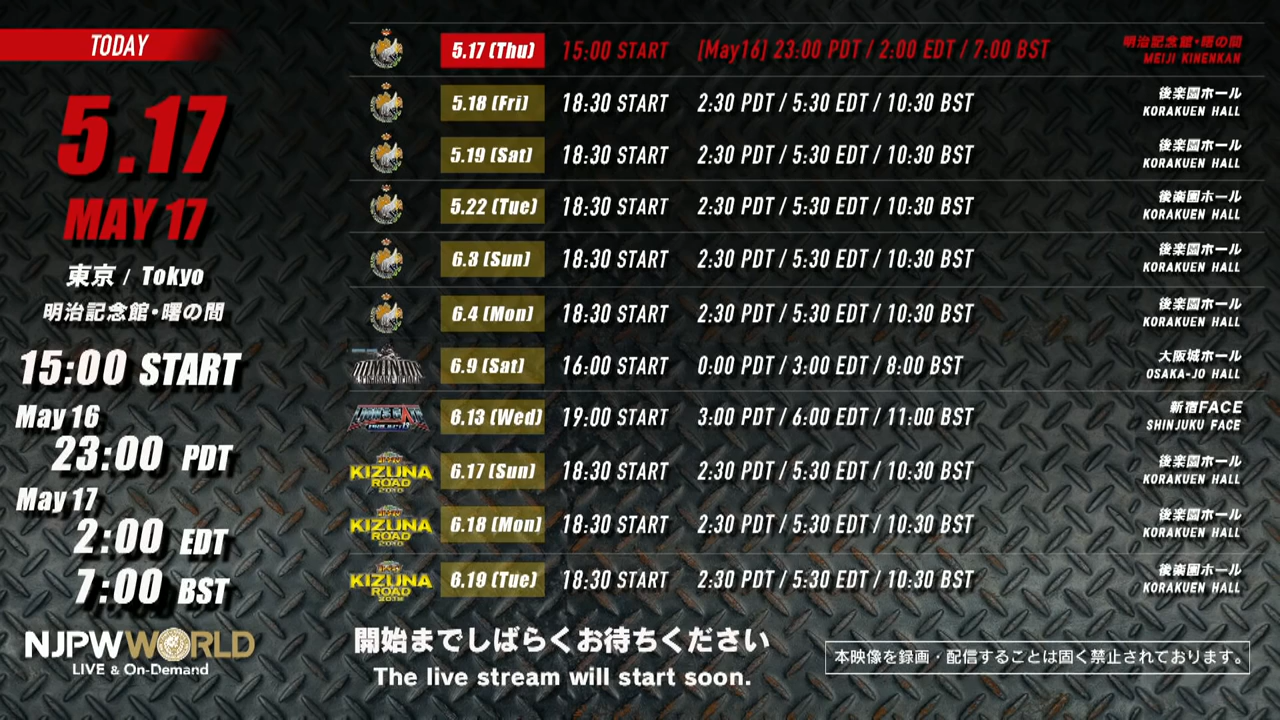 TODAY
5.17
MAY 17
東京 / Tokyo
明治記念館・曙の間
15:00 START
May 16
23:00 PDT
May 17
2:00 EDT
7:00 BST
NJPWWORLD
LIVE & On-Demand
5.17 (Thu) 15:00 START [May16] 23:00 PDT / 2:00 EDT / 7:00 BST 明治記念館・曙の間
MEIJI KINENKAN
5.18 (Fri) 18:30 START 2:30 PDT / 5:30 EDT / 10:30 BST 後楽園ホール
KORAKUEN HALL
5.19 (Sat) 18:30 START 2:30 PDT / 5:30 EDT / 10:30 BST 後楽園ホール
KORAKUEN HALL
5.22 (Tue) 18:30 START 2:30 PDT / 5:30 EDT / 10:30 BST 後楽園ホール
KORAKUEN HALL
6.3 (Sun) 18:30 START 2:30 PDT / 5:30 EDT / 10:30 BST 後楽園ホール
KORAKUEN HALL
6.4 (Mon) 18:30 START 2:30 PDT / 5:30 EDT / 10:30 BST 後楽園ホール
KORAKUEN HALL
DOMINION 6.9 (Sat) 16:00 START 0:00 PDT / 3:00 EDT / 8:00 BST 大阪城ホール
OSAKA-JO HALL
6.13 (Wed) 19:00 START 3:00 PDT / 6:00 EDT / 11:00 BST 新宿FACE
SHINJUKU FACE
KIZUNA ROAD 2018 6.17 (Sun) 18:30 START 2:30 PDT / 5:30 EDT / 10:30 BST 後楽園ホール
KORAKUEN HALL
KIZUNA ROAD 2018 6.18 (Mon) 18:30 START 2:30 PDT / 5:30 EDT / 10:30 BST 後楽園ホール
KORAKUEN HALL
KIZUNA ROAD 2018 6.19 (Tue) 18:30 START 2:30 PDT / 5:30 EDT / 10:30 BST 後楽園ホール
KORAKUEN HALL
開始までしばらくお待ちください
The live stream will start soon.
本映像を録画・配信することは固く禁止されております。